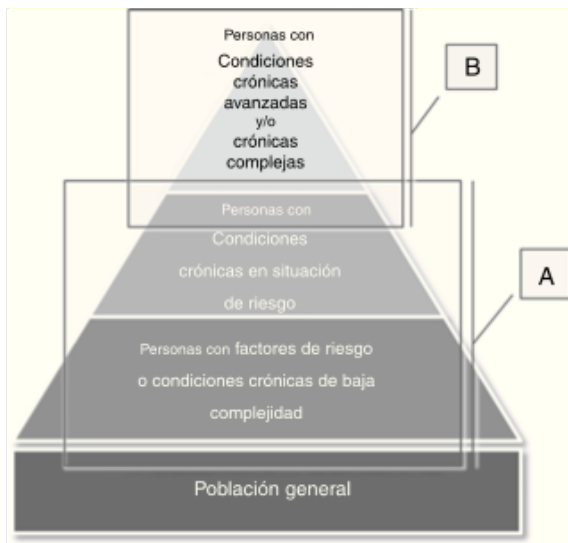 Personas con
Condiciones
crónicas
avanzadas
y/o
crónicas
complejas
B
Personas con
Condiciones
crónicas en situación
de riesgo
A
Personas con factores de riesgo
o condiciones crónicas de baja
complejidad
Población general